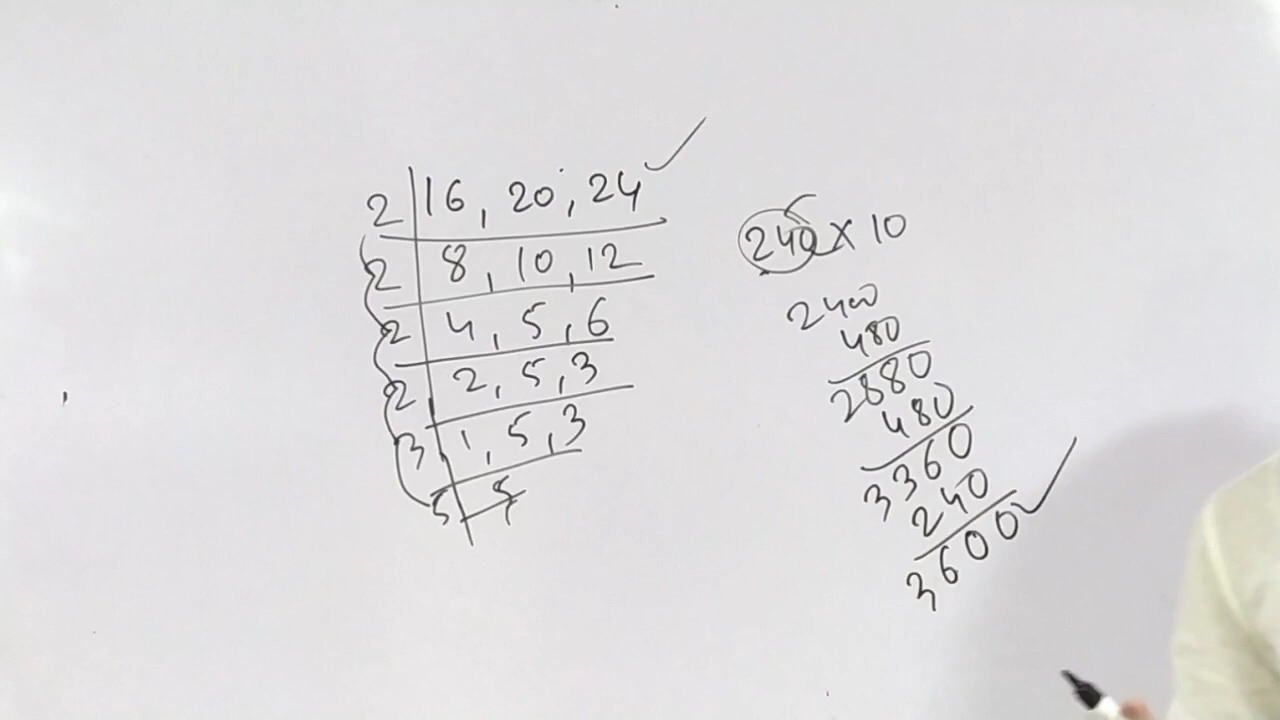 2 | 16, 20, 24 ✓
2 | 8, 10, 12
2 | 4, 5, 6
2 | 2, 5, 3
3 | 1, 5, 3
5 | 5
240 × 10
2400
480
2880
480
3360
240
3600 ✓